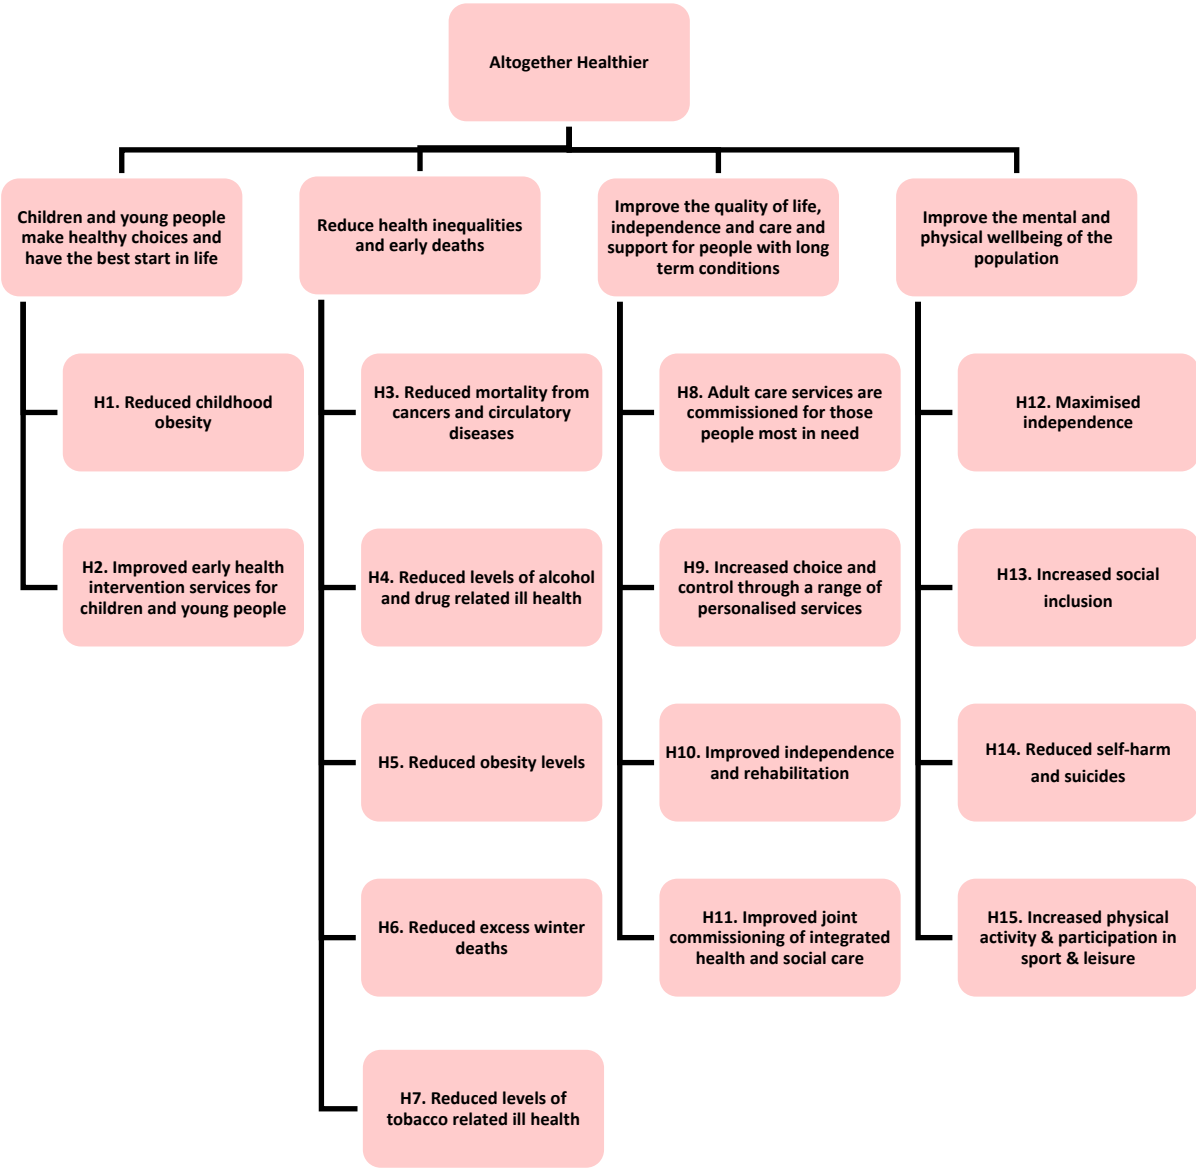 Altogether Healthier
Children and young people
make healthy choices and
have the best start in life
Reduce health inequalities
and early deaths
Improve the quality of life,
independence and care and
support for people with long
term conditions
Improve the mental and
physical wellbeing of the
population
H1. Reduced childhood
obesity
H2. Improved early health
intervention services for
children and young people
H3. Reduced mortality from
cancers and circulatory
diseases
H4. Reduced levels of alcohol
and drug related ill health
H5. Reduced obesity levels
H6. Reduced excess winter
deaths
H7. Reduced levels of
tobacco related ill health
H8. Adult care services are
commissioned for those
people most in need
H9. Increased choice and
control through a range of
personalised services
H10. Improved independence
and rehabilitation
H11. Improved joint
commissioning of integrated
health and social care
H12. Maximised
independence
H13. Increased social
inclusion
H14. Reduced self-harm
and suicides
H15. Increased physical
activity & participation in
sport & leisure